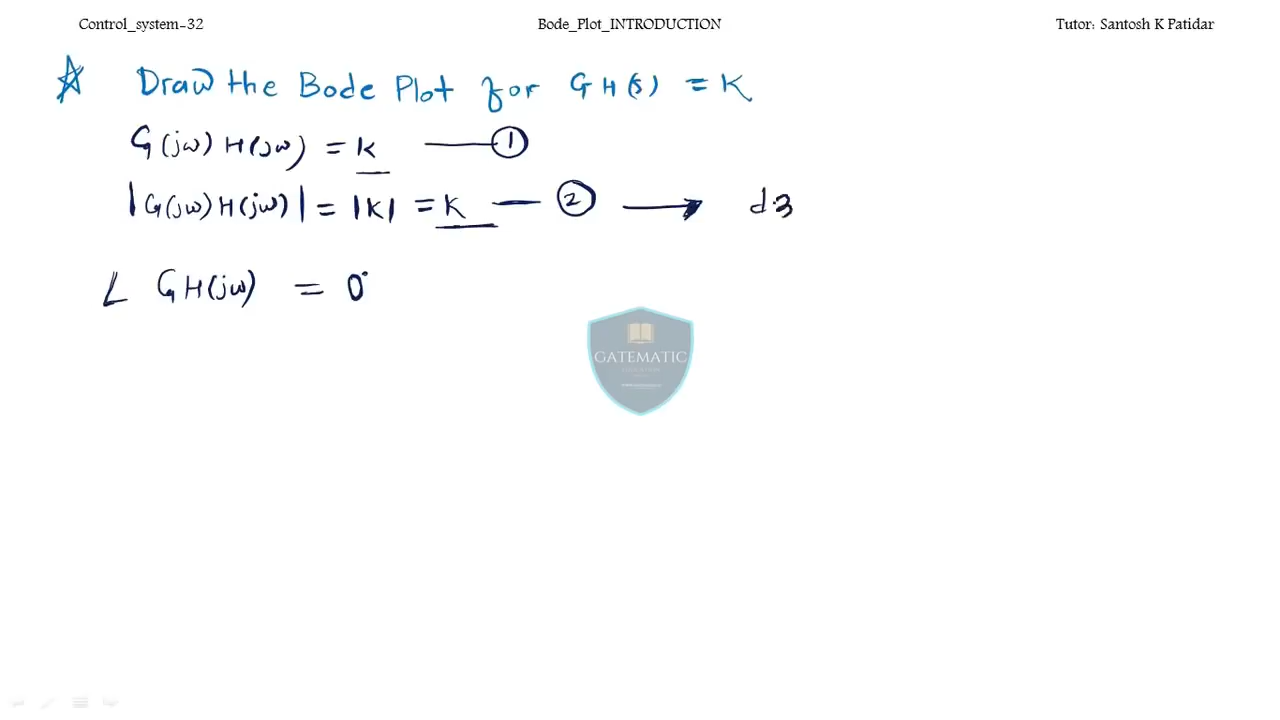 Control_system-32 Bode_Plot_INTRODUCTION Tutor: Santosh K Patidar
Draw the Bode Plot for GH(s) = K
G(jω) H(jω) = K —— ①
|G(jω) H(jω)| = |K| = K — ② → dB
∠ GH(jω) = 0°
GATEMATIC